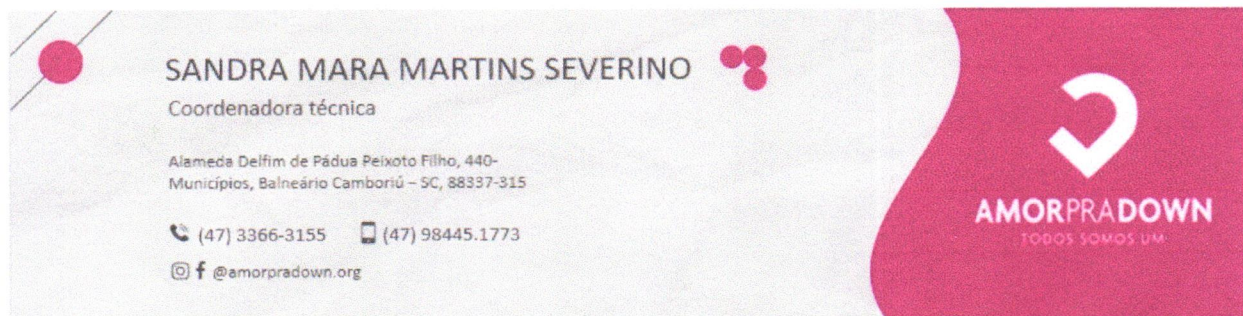 SANDRA MARA MARTINS SEVERINO
Coordenadora técnica
Alameda Delfim de Pádua Peixoto Filho, 440-
Municípios, Balneário Camboriú – SC, 88337-315
(47) 3366-3155 (47) 98445.1773
@amorpradown.org
AMORPRADOWN
TODOS SOMOS UM